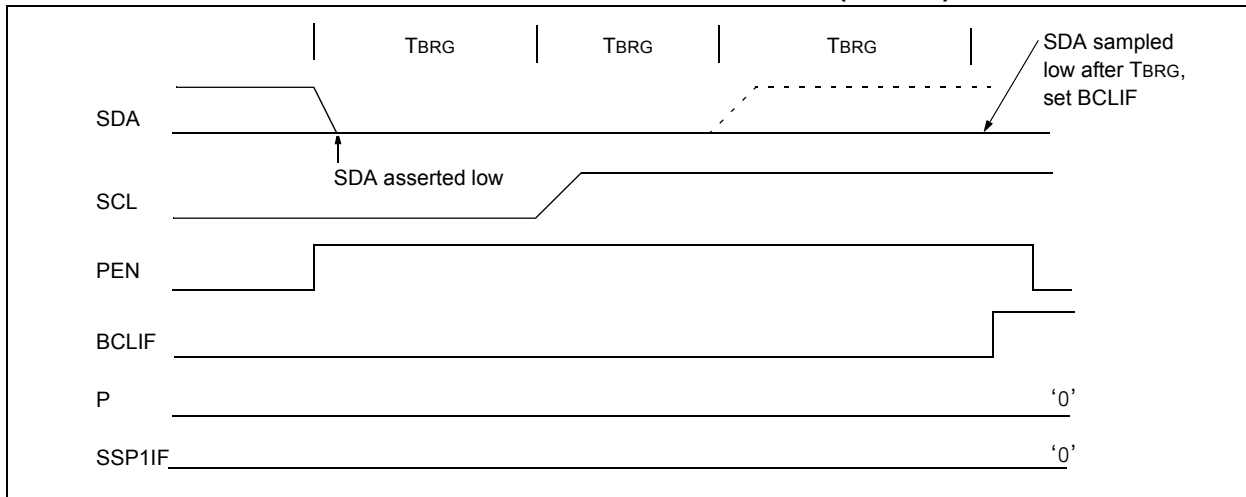 TBRG
TBRG
TBRG
SDA sampled
low after TBRG,
set BCLIF
SDA
SDA asserted low
SCL
PEN
BCLIF
P
‘0’
SSP1IF
‘0’